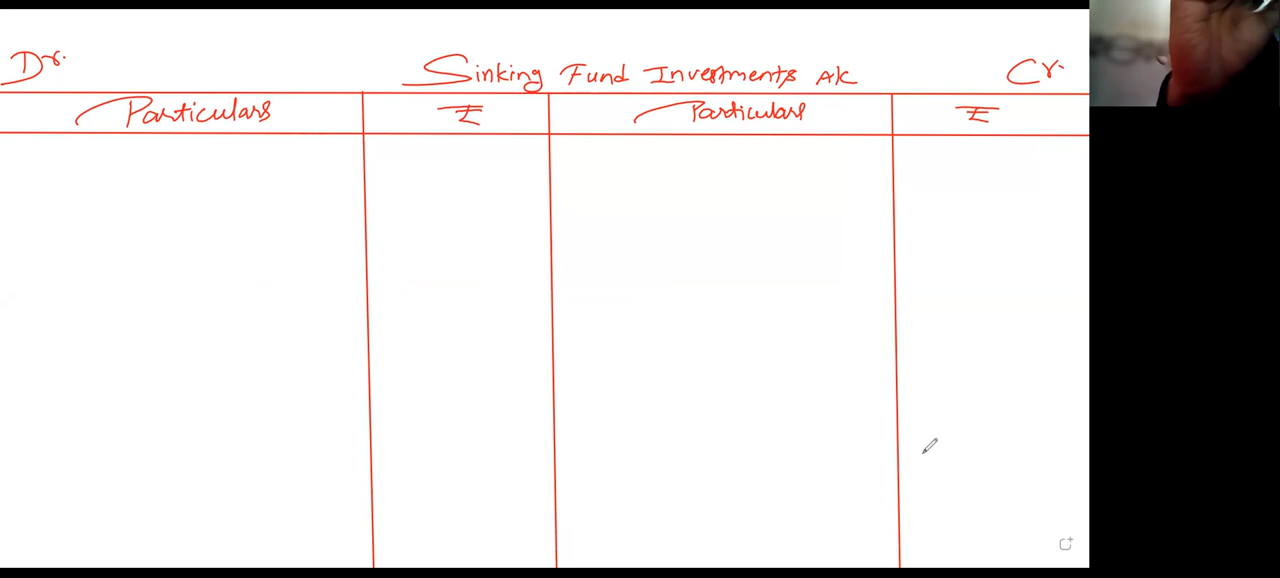 Dr. Sinking Fund Investments A/c Cr.
Particulars ₹ Particulars ₹